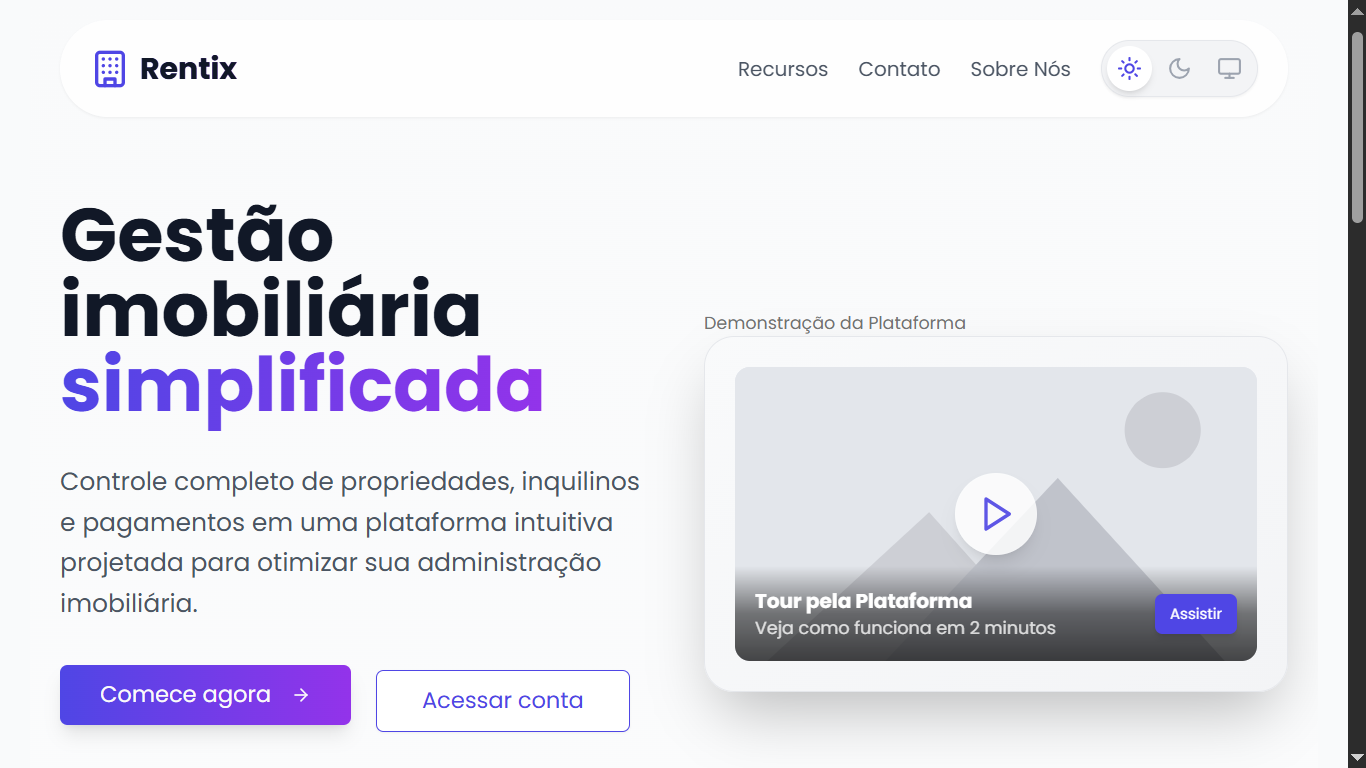 Rentix
Recursos
Contato
Sobre Nós
Gestão
imobiliária
simplificada
Controle completo de propriedades, inquilinos
e pagamentos em uma plataforma intuitiva
projetada para otimizar sua administração
imobiliária.
Comece agora
Acessar conta
Demonstração da Plataforma
Tour pela Plataforma
Veja como funciona em 2 minutos
Assistir